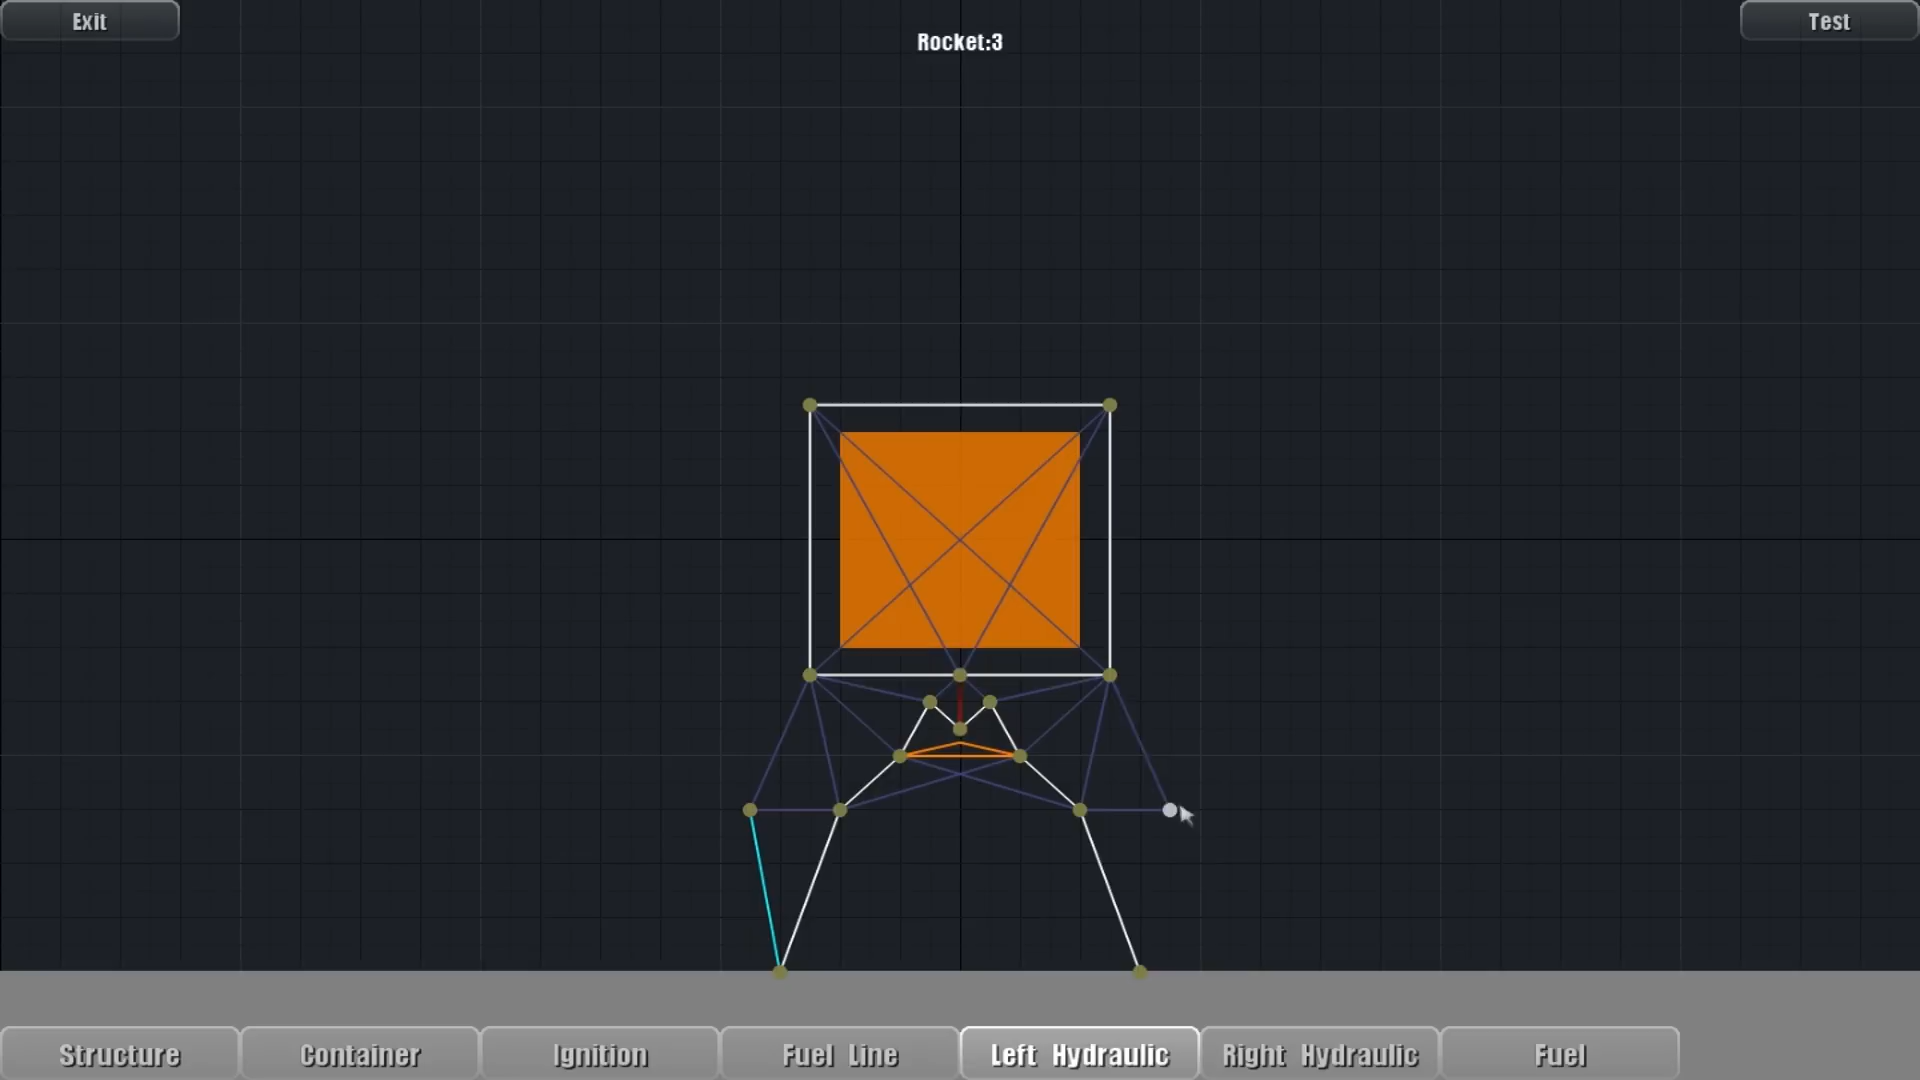 Exit
Rocket:3
Test
Structure
Container
Ignition
Fuel Line
Left Hydraulic
Right Hydraulic
Fuel